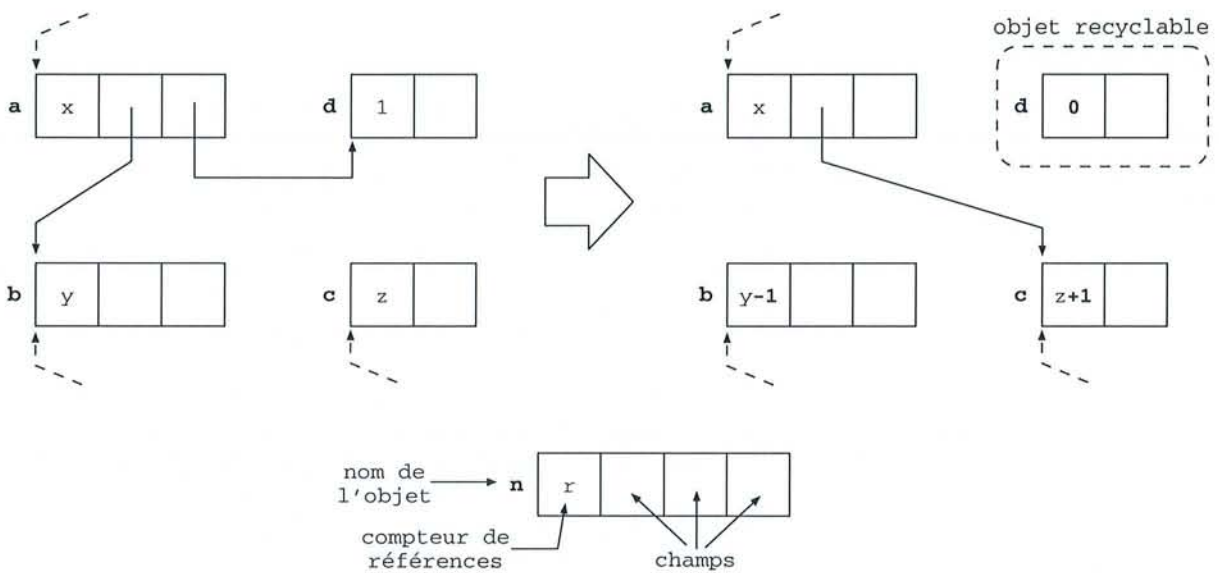 objet recyclable
a x
d 1
a x
d 0
b y
c z
b y-1
c z+1
nom de
l'objet
n r
compteur de
références
champs